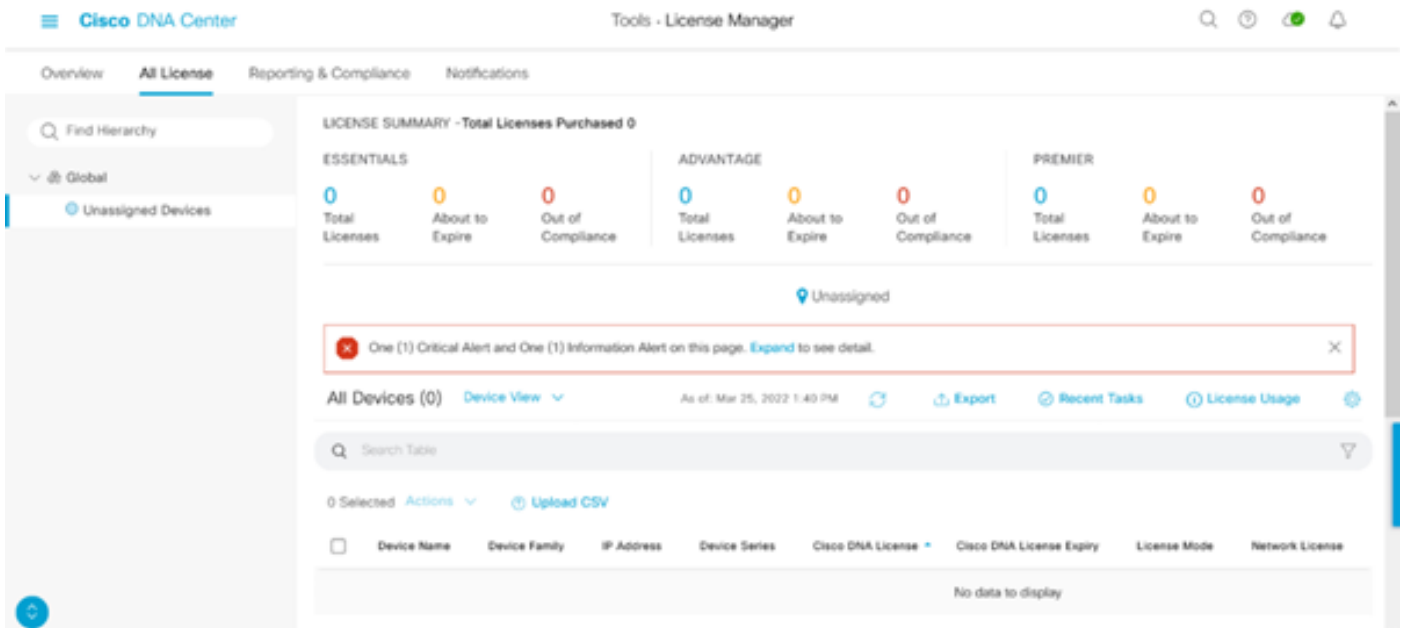 Cisco DNA Center
Tools - License Manager
Overview
All License
Reporting & Compliance
Notifications
Find Hierarchy
Global
Unassigned Devices
LICENSE SUMMARY - Total Licenses Purchased 0
ESSENTIALS
0 Total Licenses
0 About to Expire
0 Out of Compliance
ADVANTAGE
0 Total Licenses
0 About to Expire
0 Out of Compliance
PREMIER
0 Total Licenses
0 About to Expire
0 Out of Compliance
Unassigned
One (1) Critical Alert and One (1) Information Alert on this page. Expand to see detail.
All Devices (0) Device View As of: Mar 25, 2022 1:40 PM Export Recent Tasks License Usage
Search Table
0 Selected Actions Upload CSV
Device Name Device Family IP Address Device Series Cisco DNA License Cisco DNA License Expiry License Mode Network License
No data to display